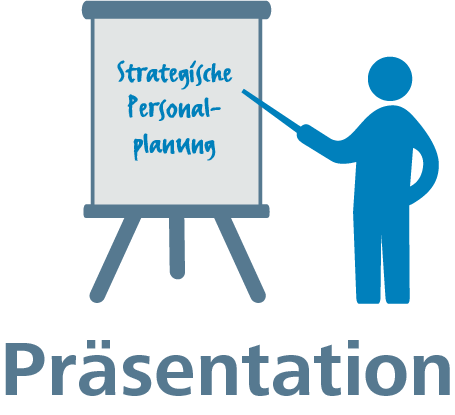 Strategische
Personal-
planung
Präsentation